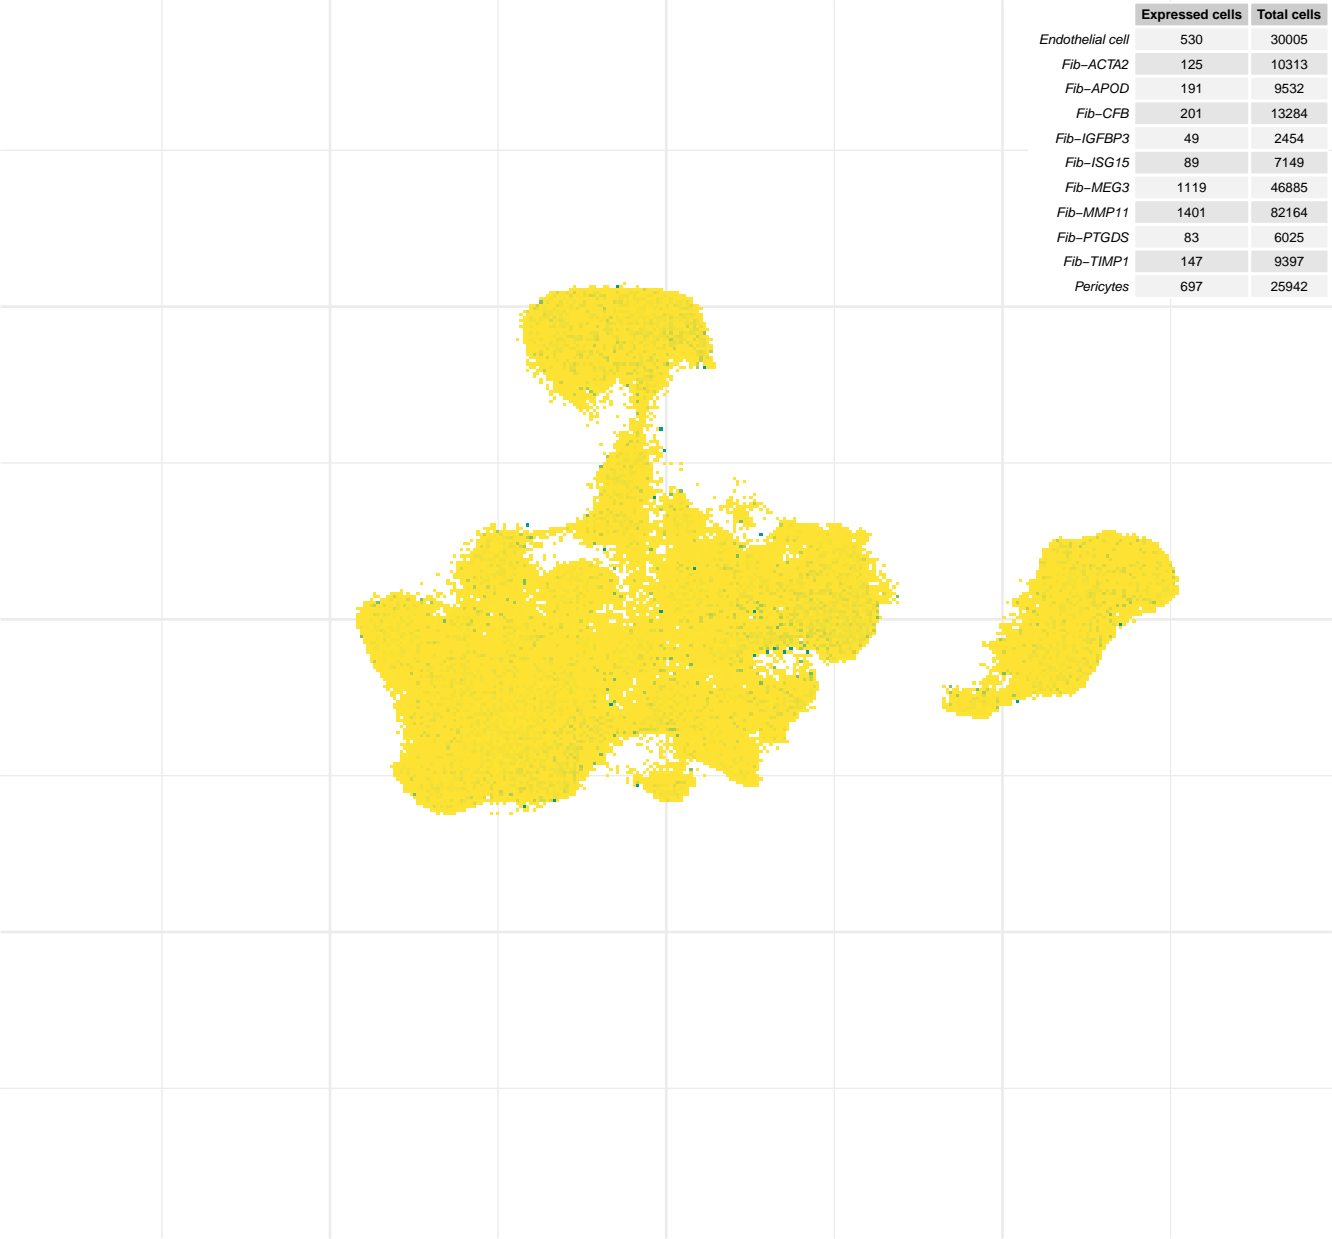 Expressed cells Total cells
Endothelial cell 530 30005
Fib−ACTA2 125 10313
Fib−APOD 191 9532
Fib−CFB 201 13284
Fib−IGFBP3 49 2454
Fib−ISG15 89 7149
Fib−MEG3 1119 46885
Fib−MMP11 1401 82164
Fib−PTGDS 83 6025
Fib−TIMP1 147 9397
Pericytes 697 25942